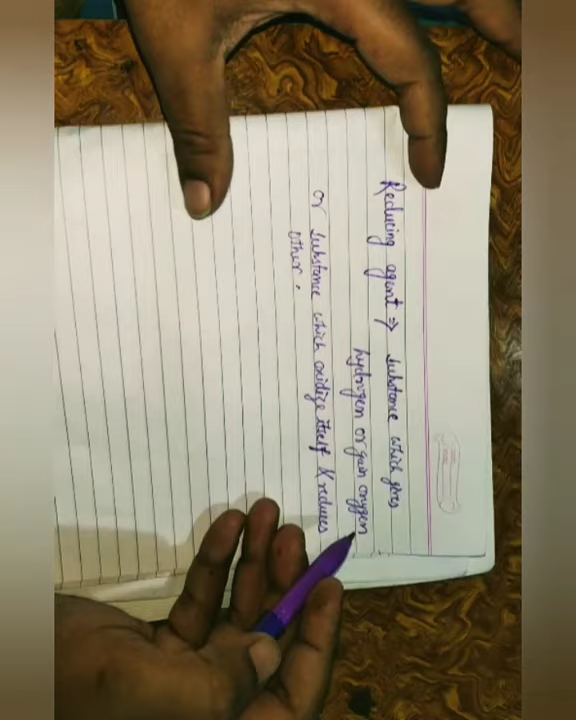 Reducing agent ⇒ substance which gives
hydrogen or gain oxygen
or substance which oxidize itself & reduces
other.